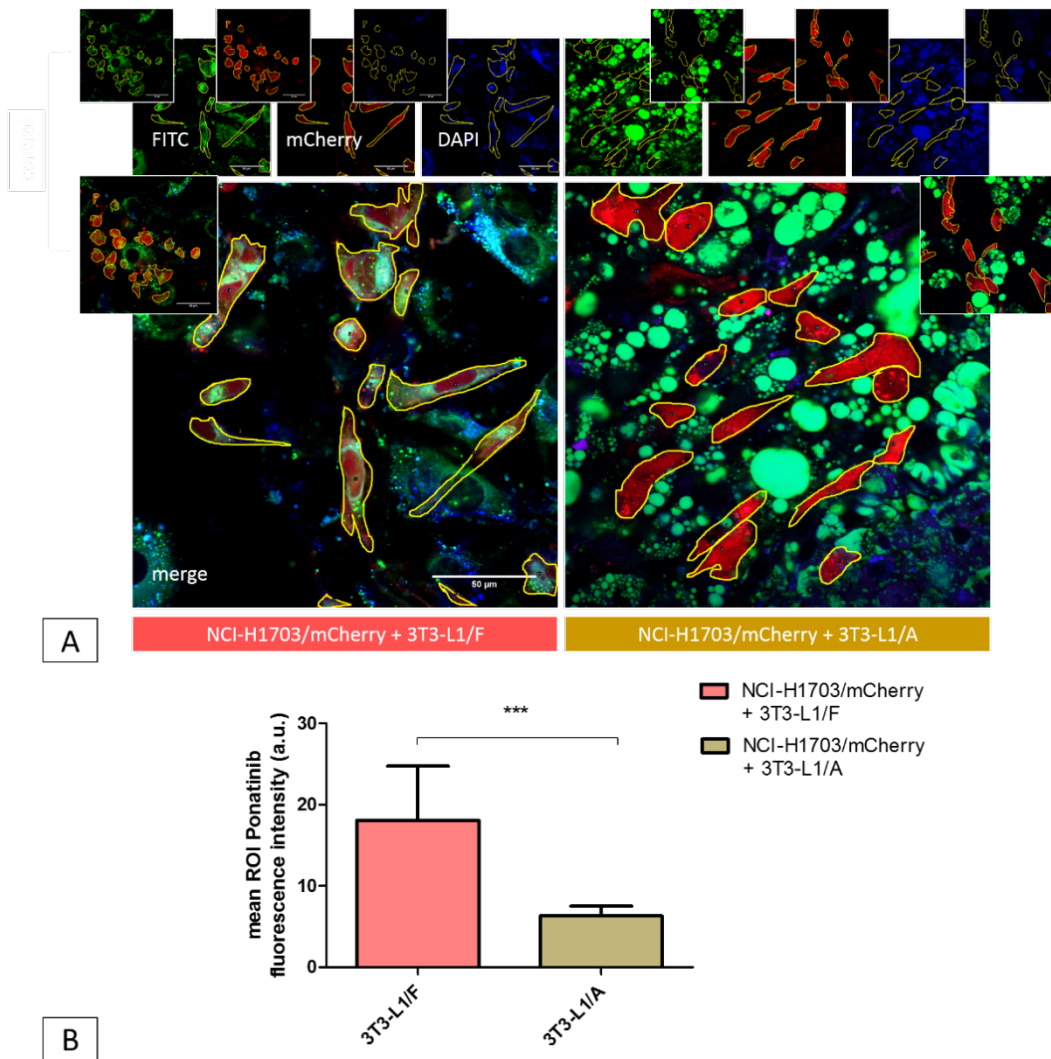 FITC
mCherry
DAPI
merge
50 µm
NCI-H1703/mCherry + 3T3-L1/F
NCI-H1703/mCherry + 3T3-L1/A
A
NCI-H1703/mCherry
+ 3T3-L1/F
NCI-H1703/mCherry
+ 3T3-L1/A
***
mean ROI Ponatinib
fluorescence intensity (a.u.)
30
20
10
0
3T3-L1/F
3T3-L1/A
B